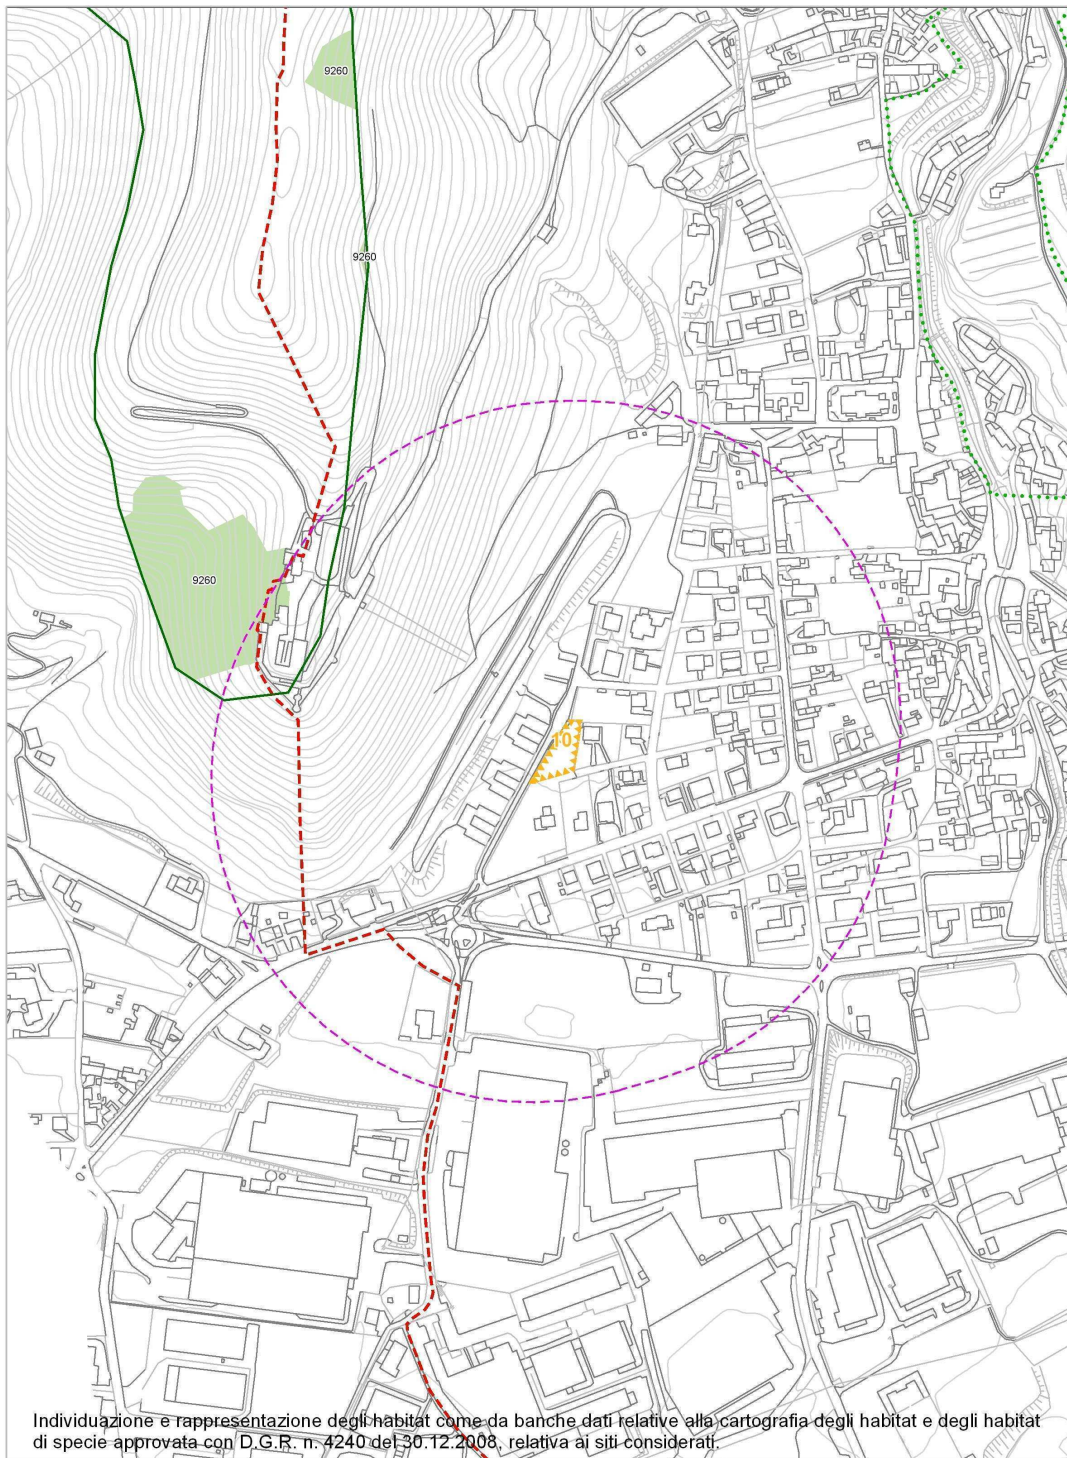 9260
9260
9260
10
Individuazione e rappresentazione degli habitat come da banche dati relative alla cartografia degli habitat e degli habitat
di specie approvata con D.G.R. n. 4240 del 30.12.2008, relativa ai siti considerati.